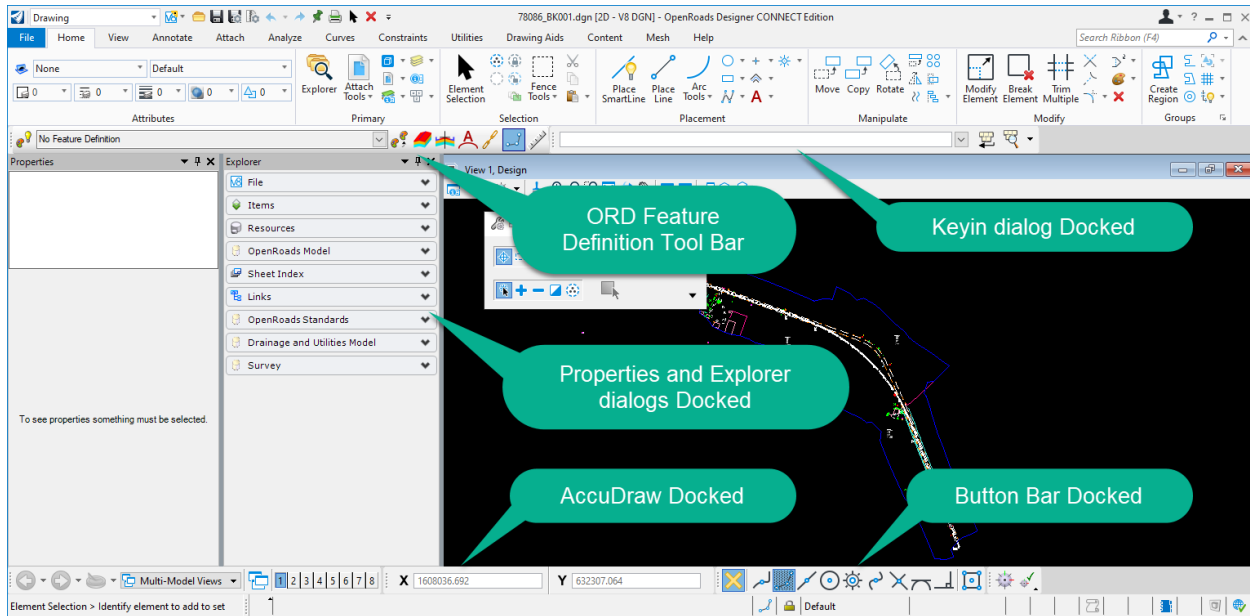 Drawing
78086_BK001.dgn [2D - V8 DGN] - OpenRoads Designer CONNECT Edition
File Home View Annotate Attach Analyze Curves Constraints Utilities Drawing Aids Content Mesh Help Search Ribbon (F4)
None Default
0 0 0 0 0
Explorer Attach Tools
Element Selection Fence Tools
Place SmartLine Place Line Arc Tools
Move Copy Rotate
Modify Element Break Element Trim Multiple
Create Region
Attributes Primary Selection Placement Manipulate Modify Groups
No Feature Definition
Properties Explorer
View 1, Design
File
Items
Resources
OpenRoads Model
Sheet Index
Links
OpenRoads Standards
Drainage and Utilities Model
Survey
To see properties something must be selected.
ORD Feature
Definition Tool Bar
Keyin dialog Docked
Properties and Explorer
dialogs Docked
AccuDraw Docked
Button Bar Docked
Multi-Model Views 1 2 3 4 5 6 7 8 X 1608036.692 Y 632307.064
Element Selection > Identify element to add to set Default